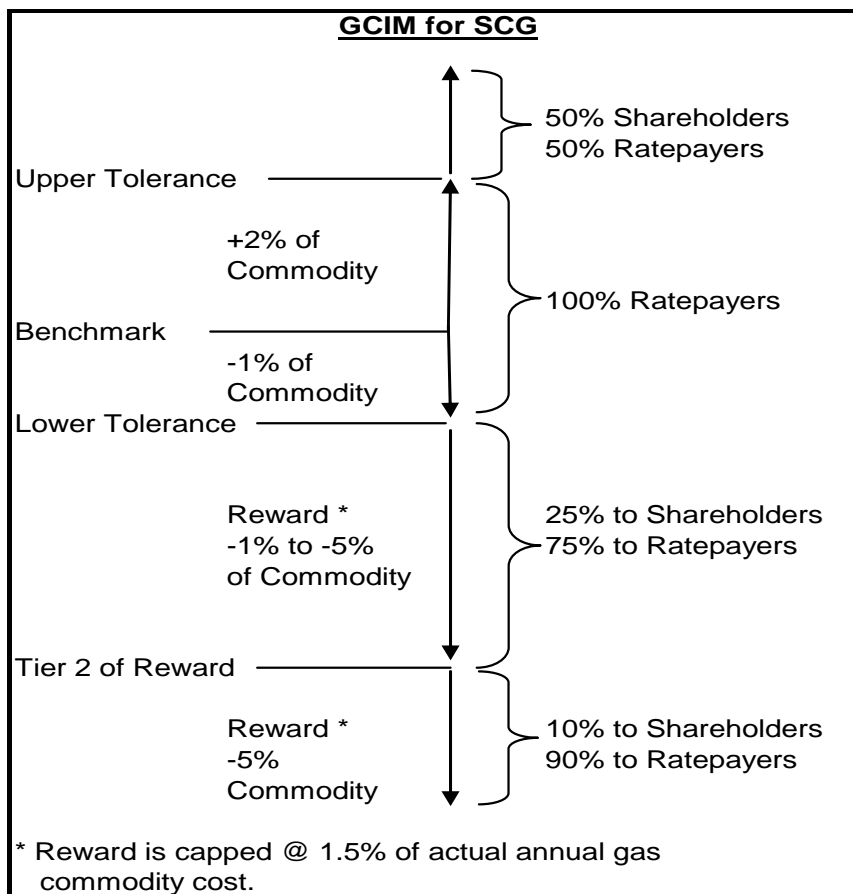 GCIM for SCG
50% Shareholders
50% Ratepayers
Upper Tolerance
+2% of
Commodity
100% Ratepayers
Benchmark
-1% of
Commodity
Lower Tolerance
Reward *
-1% to -5%
of Commodity
25% to Shareholders
75% to Ratepayers
Tier 2 of Reward
Reward *
-5%
Commodity
10% to Shareholders
90% to Ratepayers
* Reward is capped @ 1.5% of actual annual gas
commodity cost.